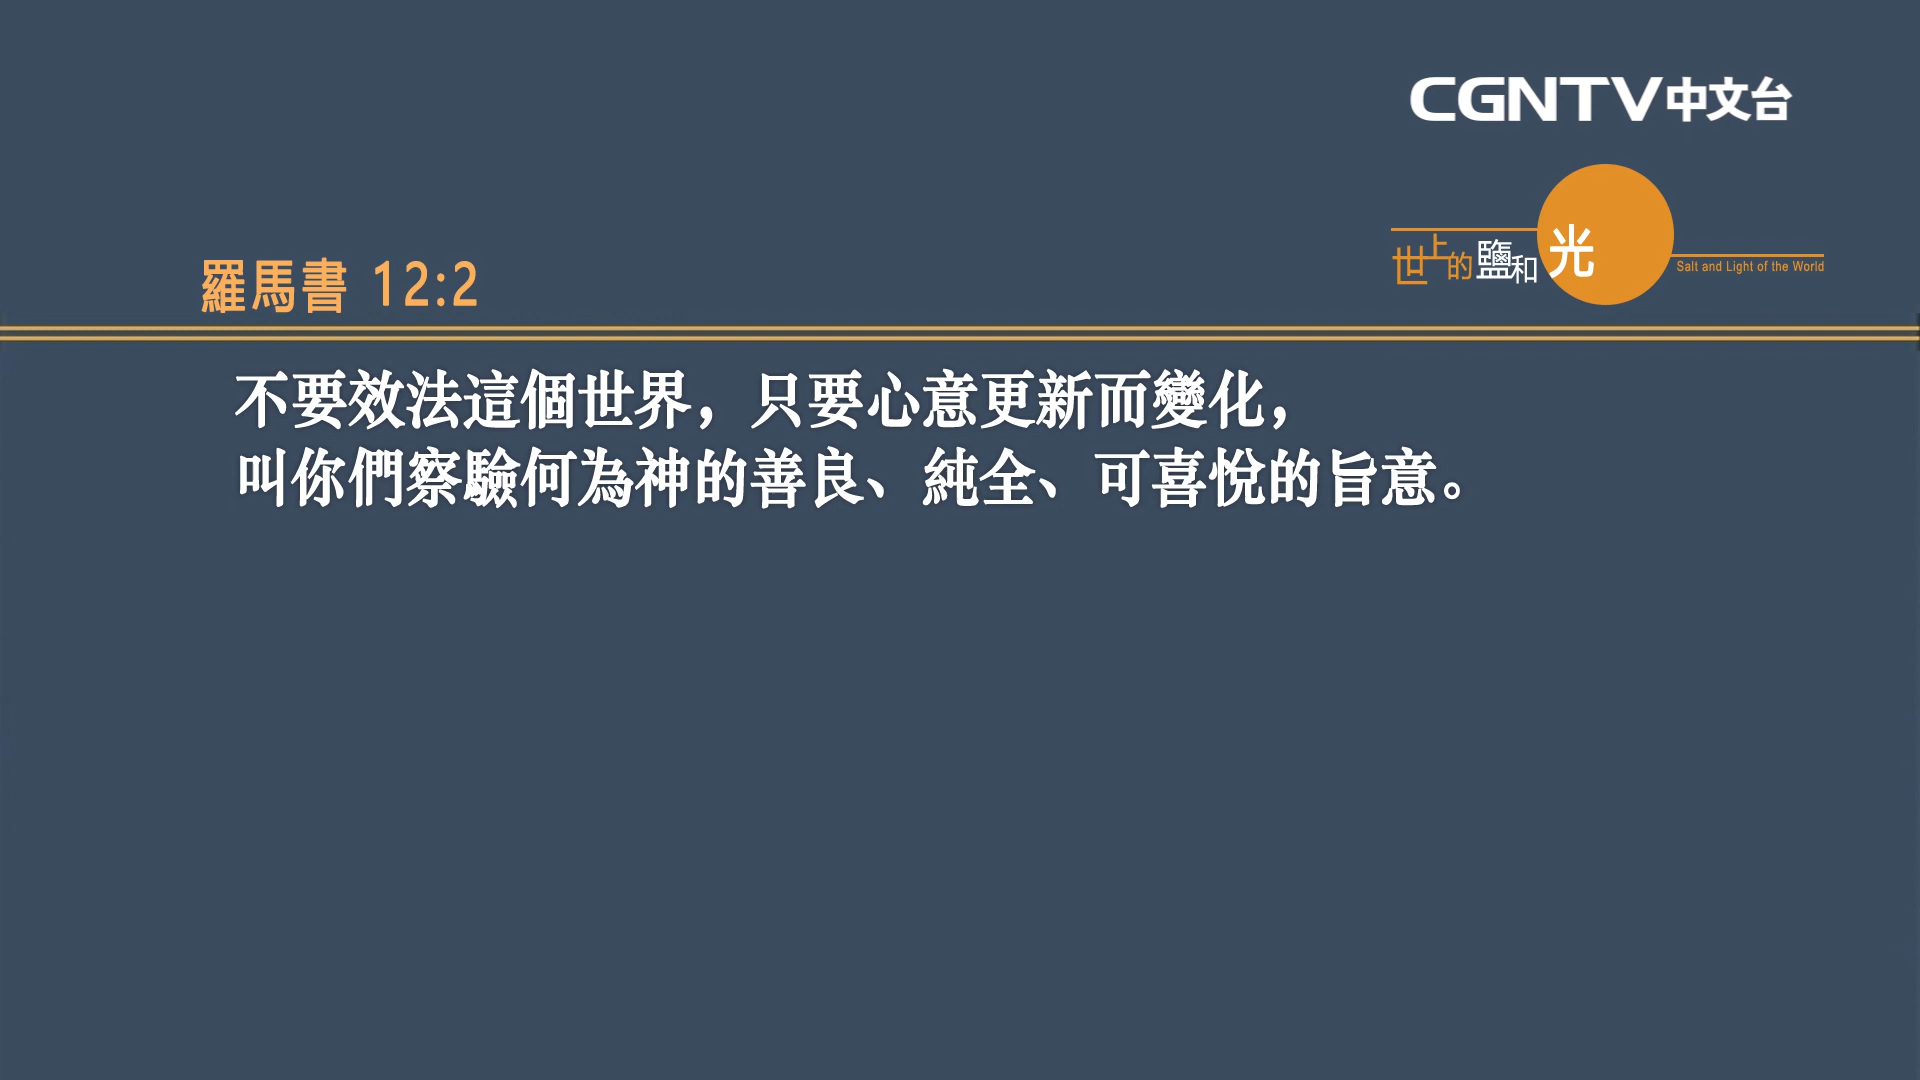 CGNTV中文台
世上的鹽和光
Salt and Light of the World
羅馬書 12:2
不要效法這個世界，只要心意更新而變化，
叫你們察驗何為神的善良、純全、可喜悅的旨意。